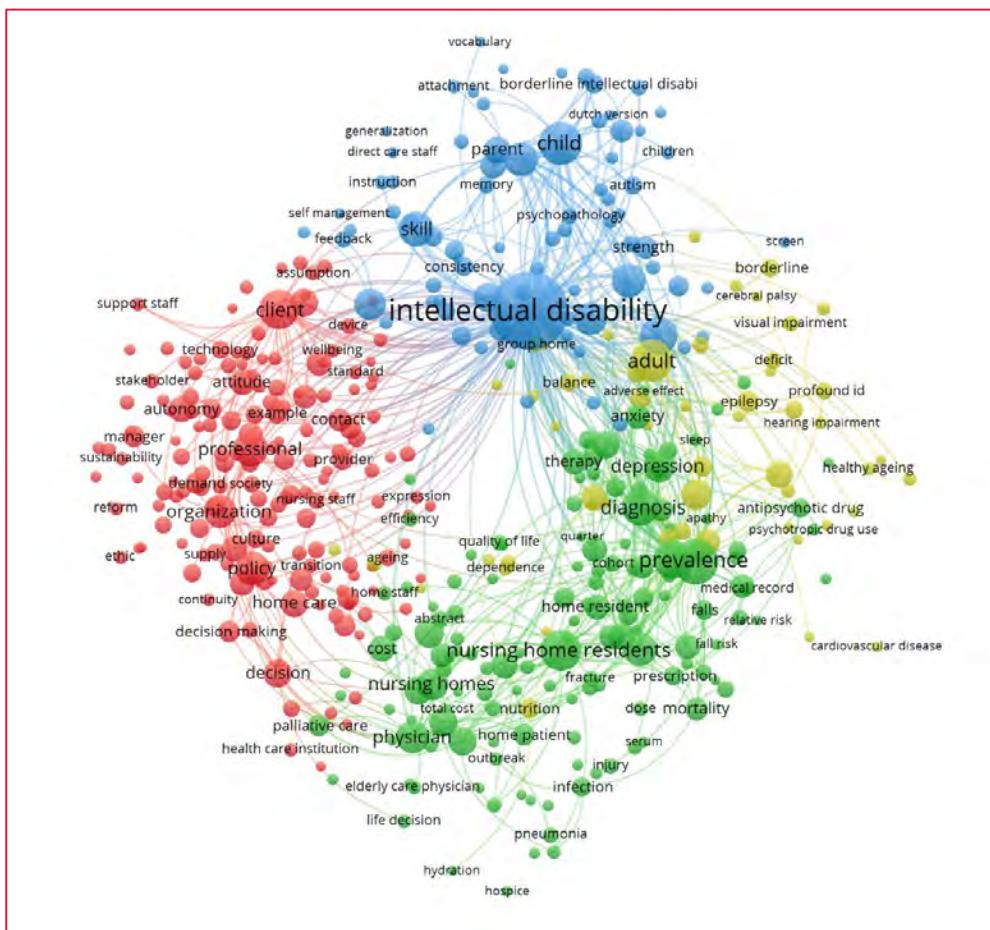 vocabulary
attachment
borderline intellectual disabi
dutch version
generalization
parent
child
children
direct care staff
instruction
memory
autism
self management
psychopathology
skill
feedback
strength
screen
assumption
consistency
borderline
support staff
client
intellectual disability
cerebral palsy
device
visual impairment
group home
technology
wellbeing
standard
adult
deficit
stakeholder
attitude
balance
adverse effect
profound id
autonomy
example
contact
anxiety
epilepsy
hearing impairment
manager
professional
sleep
sustainability
provider
therapy
depression
healthy ageing
demand society
nursing staff
expression
reform
organization
efficiency
diagnosis
antipsychotic drug
apathy
psychotropic drug use
culture
quality of life
quarter
ethic
supply
ageing
dependence
cohort
prevalence
policy
transition
home staff
medical record
continuity
home care
abstract
home resident
falls
relative risk
decision making
cost
nursing home residents
fall risk
cardiovascular disease
decision
nursing homes
fracture
prescription
total cost
nutrition
dose
mortality
palliative care
physician
home patient
health care institution
outbreak
serum
injury
elderly care physician
infection
life decision
pneumonia
hydration
hospice